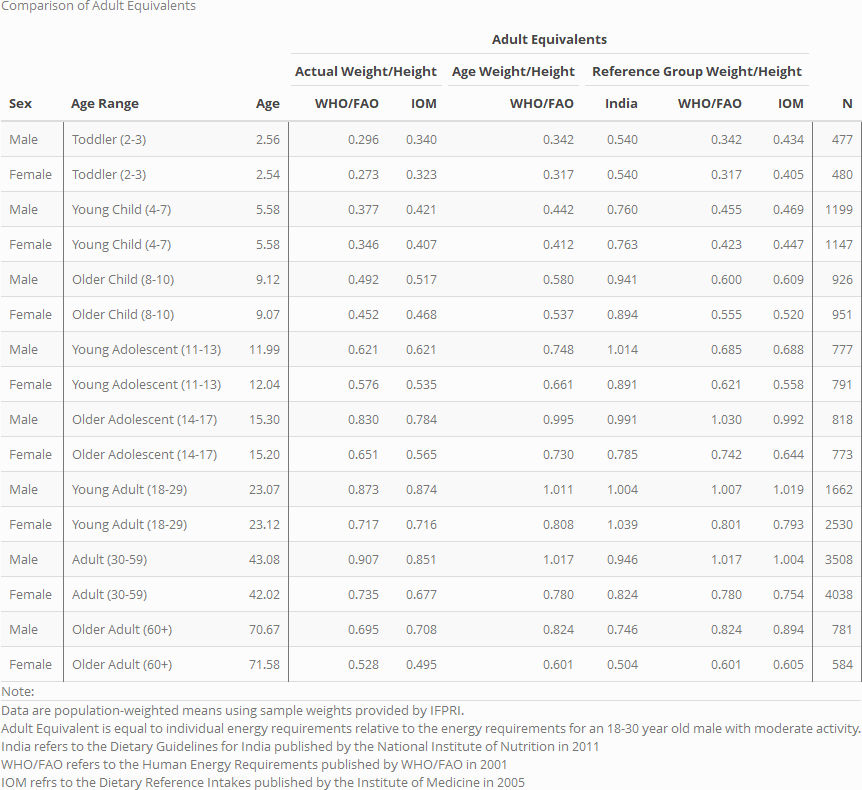 Comparison of Adult Equivalents
Adult Equivalents
Actual Weight/Height Age Weight/Height Reference Group Weight/Height
Sex Age Range Age WHO/FAO IOM WHO/FAO India WHO/FAO IOM N
Male Toddler (2-3) 2.56 0.296 0.340 0.342 0.540 0.342 0.434 477
Female Toddler (2-3) 2.54 0.273 0.323 0.317 0.540 0.317 0.405 480
Male Young Child (4-7) 5.58 0.377 0.421 0.442 0.760 0.455 0.469 1199
Female Young Child (4-7) 5.58 0.346 0.407 0.412 0.763 0.423 0.447 1147
Male Older Child (8-10) 9.12 0.492 0.517 0.580 0.941 0.600 0.609 926
Female Older Child (8-10) 9.07 0.452 0.468 0.537 0.894 0.555 0.520 951
Male Young Adolescent (11-13) 11.99 0.621 0.621 0.748 1.014 0.685 0.688 777
Female Young Adolescent (11-13) 12.04 0.576 0.535 0.661 0.891 0.621 0.558 791
Male Older Adolescent (14-17) 15.30 0.830 0.784 0.995 0.991 1.030 0.992 818
Female Older Adolescent (14-17) 15.20 0.651 0.565 0.730 0.785 0.742 0.644 773
Male Young Adult (18-29) 23.07 0.873 0.874 1.011 1.004 1.007 1.019 1662
Female Young Adult (18-29) 23.12 0.717 0.716 0.808 1.039 0.801 0.793 2530
Male Adult (30-59) 43.08 0.907 0.851 1.017 0.946 1.017 1.004 3508
Female Adult (30-59) 42.02 0.735 0.677 0.780 0.824 0.780 0.754 4038
Male Older Adult (60+) 70.67 0.695 0.708 0.824 0.746 0.824 0.894 781
Female Older Adult (60+) 71.58 0.528 0.495 0.601 0.504 0.601 0.605 584
Note:
Data are population-weighted means using sample weights provided by IFPRI.
Adult Equivalent is equal to individual energy requirements relative to the energy requirements for an 18-30 year old male with moderate activity.
India refers to the Dietary Guidelines for India published by the National Institute of Nutrition in 2011
WHO/FAO refers to the Human Energy Requirements published by WHO/FAO in 2001
IOM refrs to the Dietary Reference Intakes published by the Institute of Medicine in 2005